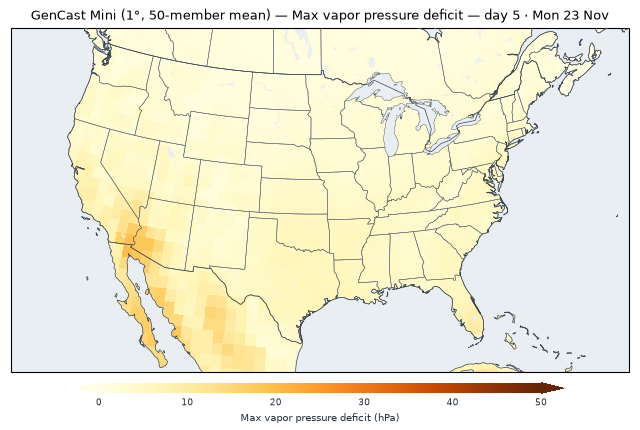 GenCast Mini (1°, 50-member mean) — Max vapor pressure deficit — day 5 · Mon 23 Nov
0 10 20 30 40 50
Max vapor pressure deficit (hPa)